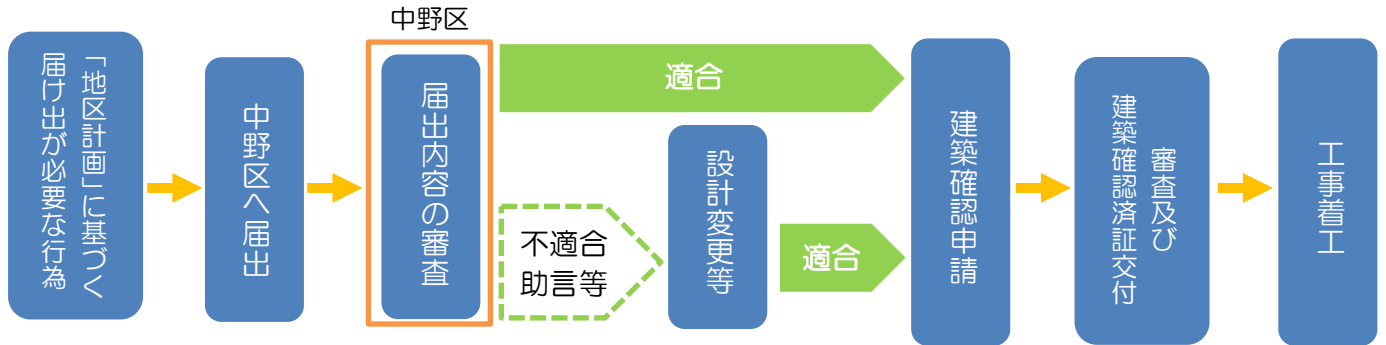 中野区
「地区計画」に基づく
届け出が必要な行為
中野区へ届出
届出内容の審査
適合
不適合
助言等
設計変更等
適合
建築確認申請
審査及び
建築確認済証交付
工事着工